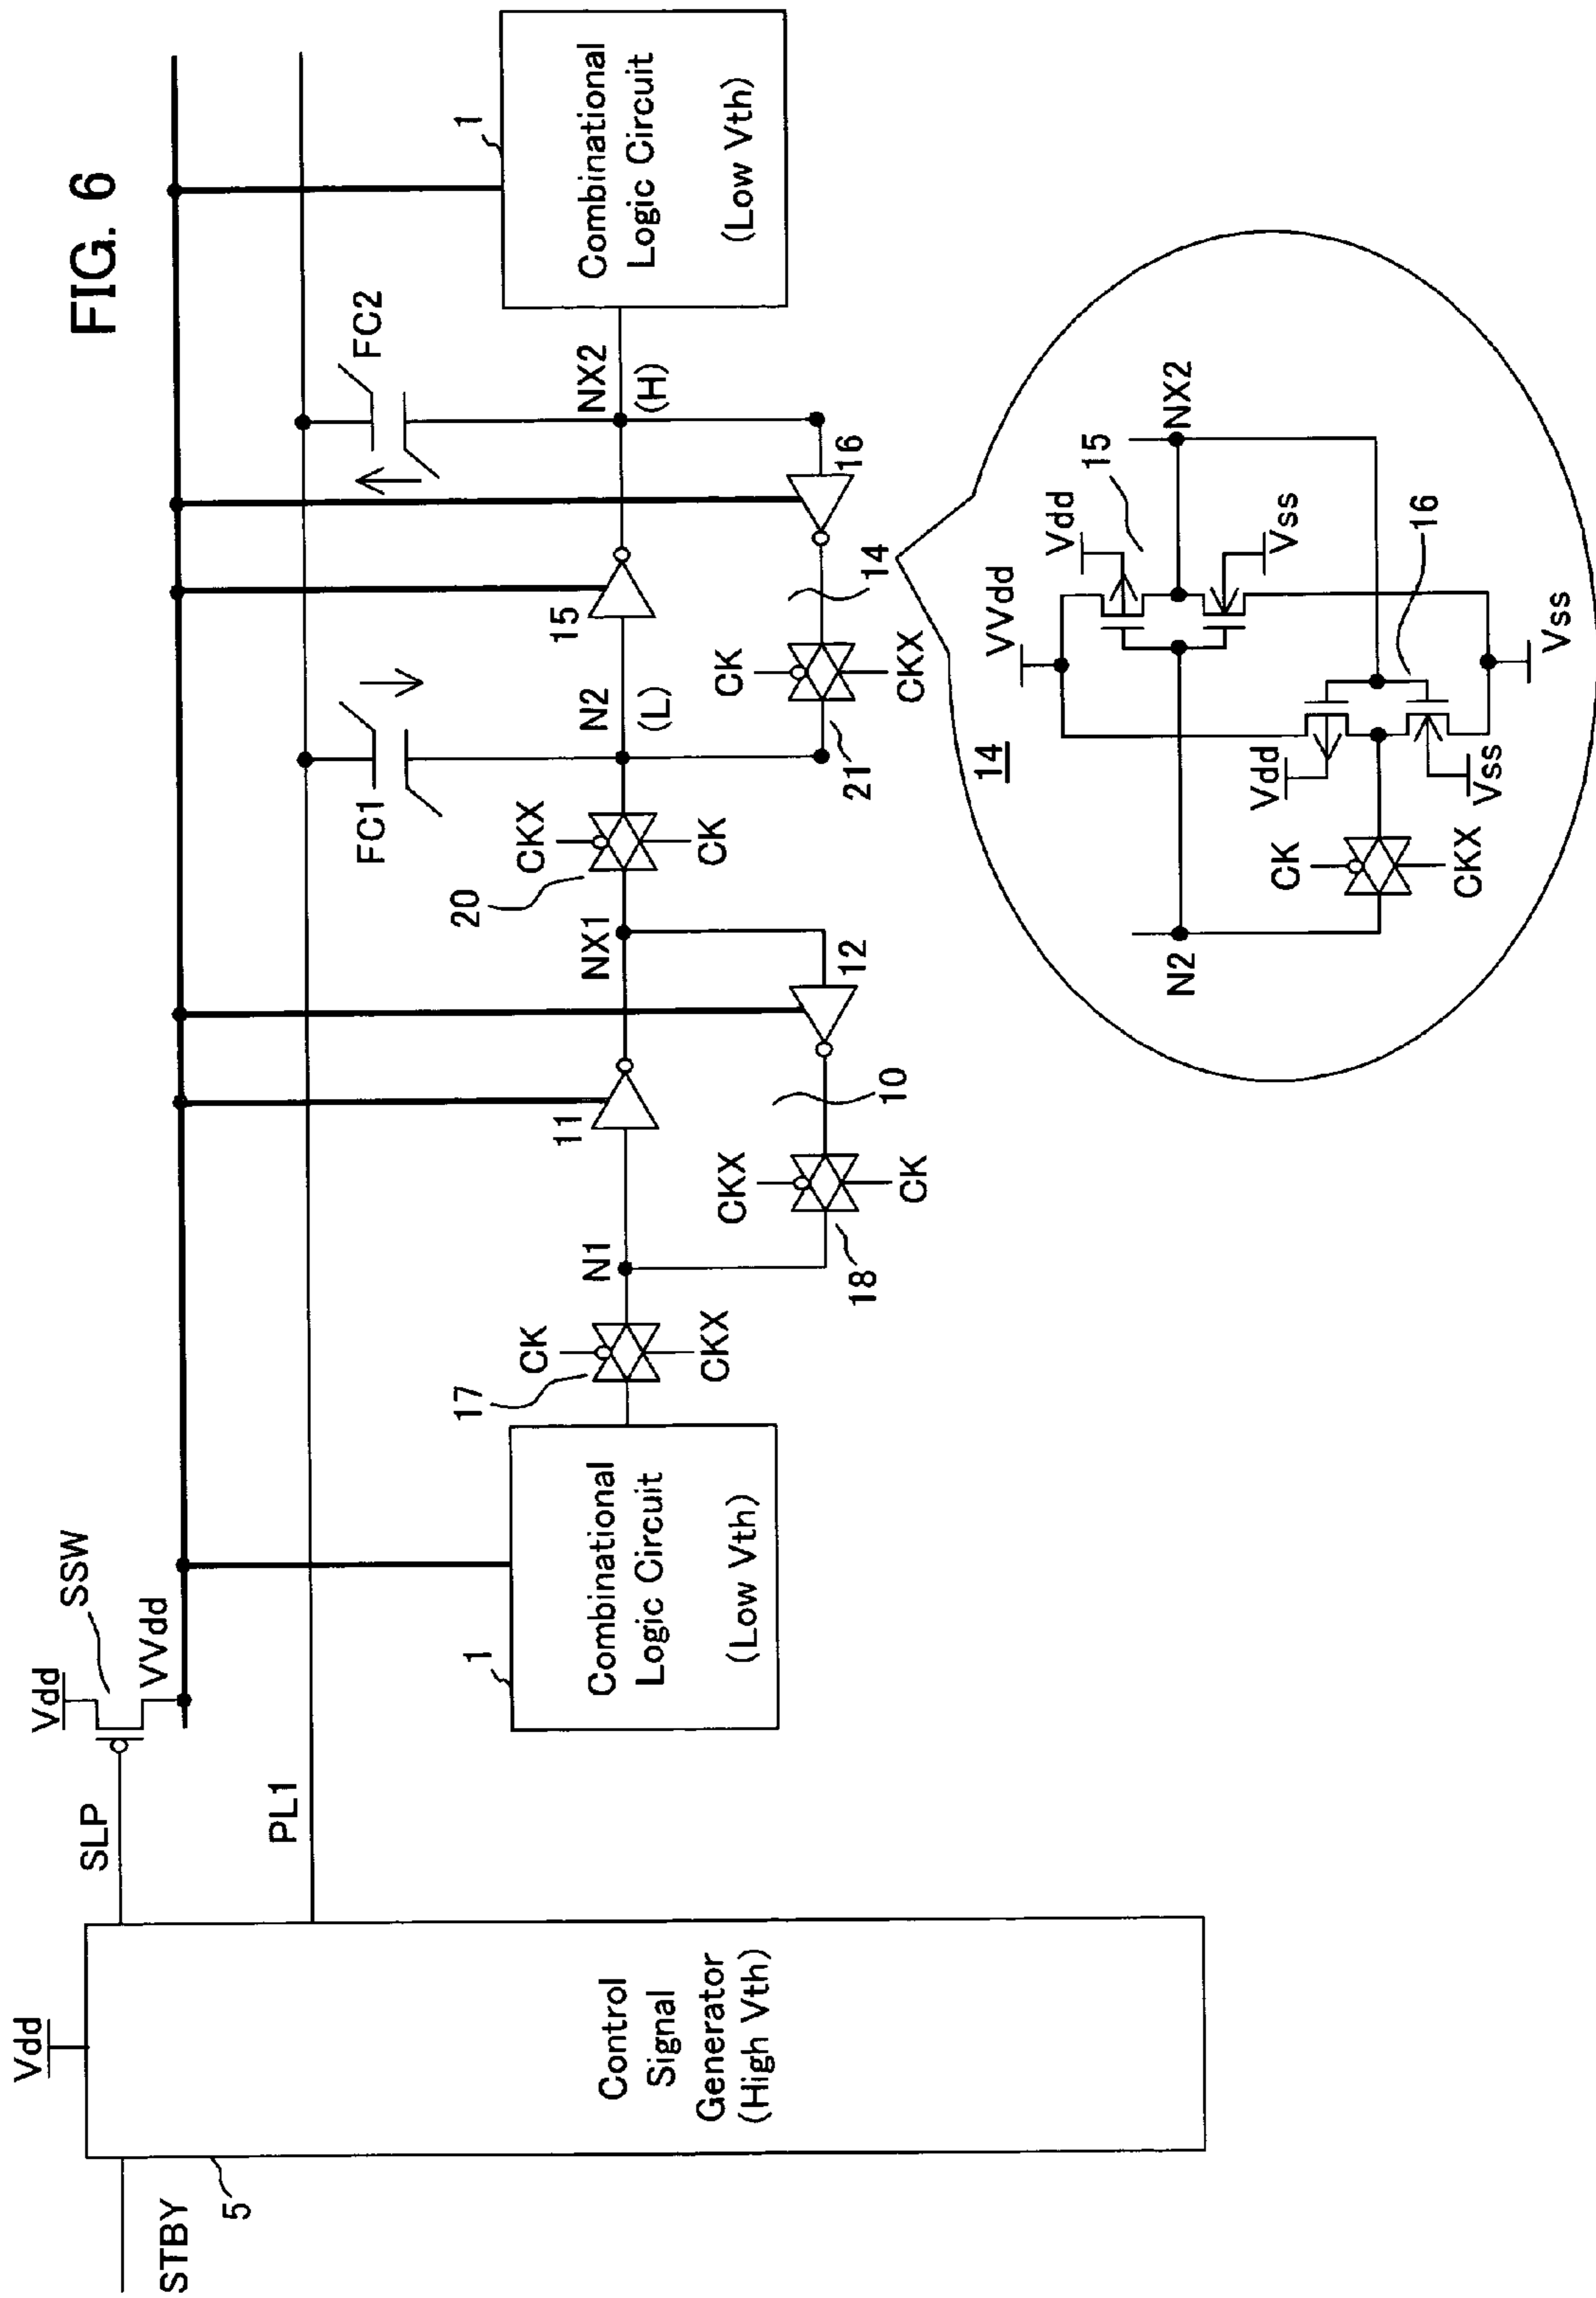 FIG. 6
Vdd
STBY
5
Control
Signal
Generator
(High Vth)
SLP
PL1
Vdd
SSW
VVdd
1
Combinational
Logic Circuit
(Low Vth)
17
CK
CKX
N1
18
CKX
CK
11
10
12
NX1
20
CKX
CK
FC1
N2
(L)
21
CK
CKX
15
14
16
FC2
NX2
(H)
1
Combinational
Logic Circuit
(Low Vth)
14
VVdd
Vdd
15
NX2
Vss
N2
Vdd
16
CK
CKX
Vss
Vss